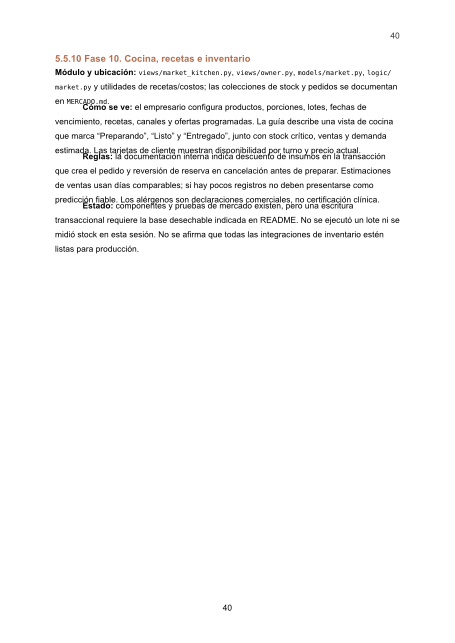 40
5.5.10 Fase 10. Cocina, recetas e inventario
Módulo y ubicación: views/market_kitchen.py, views/owner.py, models/market.py, logic/
market.py y utilidades de recetas/costos; las colecciones de stock y pedidos se documentan
en MERCADO.md.
Cómo se ve: el empresario configura productos, porciones, lotes, fechas de
vencimiento, recetas, canales y ofertas programadas. La guía describe una vista de cocina
que marca “Preparando”, “Listo” y “Entregado”, junto con stock crítico, ventas y demanda
estimada. Las tarjetas de cliente muestran disponibilidad por turno y precio actual.
Reglas: la documentación interna indica descuento de insumos en la transacción
que crea el pedido y reversión de reserva en cancelación antes de preparar. Estimaciones
de ventas usan días comparables; si hay pocos registros no deben presentarse como
predicción fiable. Los alérgenos son declaraciones comerciales, no certificación clínica.
Estado: componentes y pruebas de mercado existen, pero una escritura
transaccional requiere la base desechable indicada en README. No se ejecutó un lote ni se
midió stock en esta sesión. No se afirma que todas las integraciones de inventario estén
listas para producción.
40